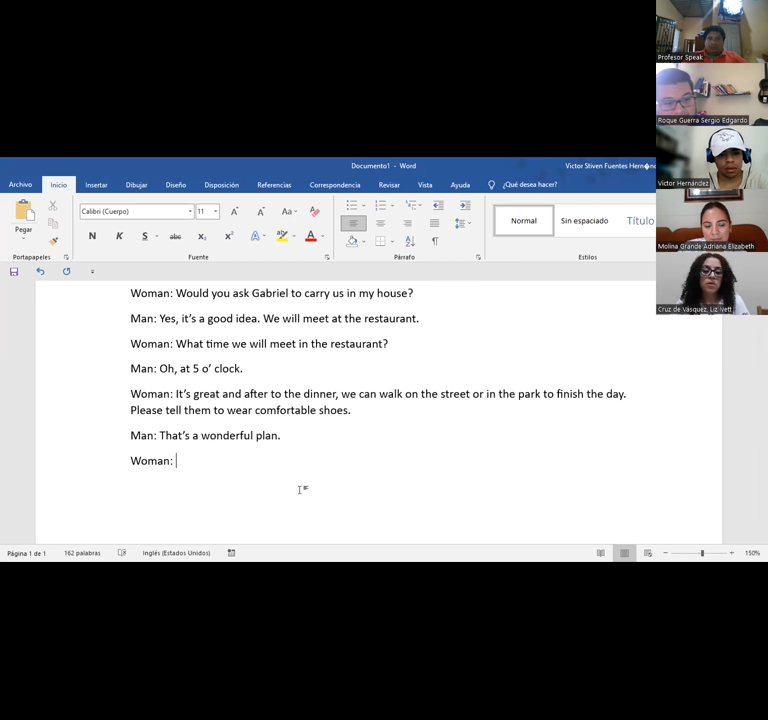 Profesor Speak
Roque Guerra Sergio Edgardo
Victor Hernandez
Molina Grande Adriana Elizabeth
Cruz de Vásquez, Liz Ivett
Documento1 - Word
Victor Stiven Fuentes
Archivo Inicio Insertar Dibujar Diseño Disposición Referencias Correspondencia Revisar Vista Ayuda ¿Qué desea hacer?
Pegar
Calibri (Cuerpo) 11
Aa
N K S abc x₂ x² A A
Normal
Sin espaciado
Título
Portapapeles Fuente Párrafo Estilos
Woman: Would you ask Gabriel to carry us in my house?
Man: Yes, it’s a good idea. We will meet at the restaurant.
Woman: What time we will meet in the restaurant?
Man: Oh, at 5 o’ clock.
Woman: It’s great and after to the dinner, we can walk on the street or in the park to finish the day.
Please tell them to wear comfortable shoes.
Man: That’s a wonderful plan.
Woman:
Página 1 de 1 162 palabras Inglés (Estados Unidos) 150%